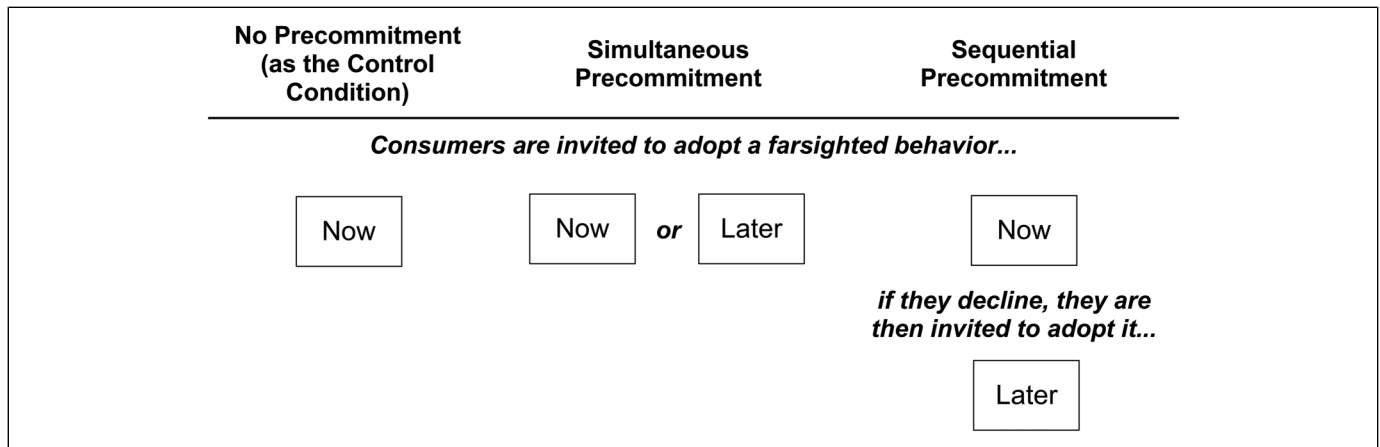 No Precommitment
(as the Control
Condition)
Simultaneous
Precommitment
Sequential
Precommitment
Consumers are invited to adopt a farsighted behavior...
Now
Now or Later
Now
if they decline, they are
then invited to adopt it...
Later